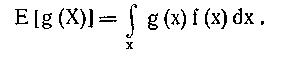 E [g (X)] = ∫ g (x) f (x) dx .
x